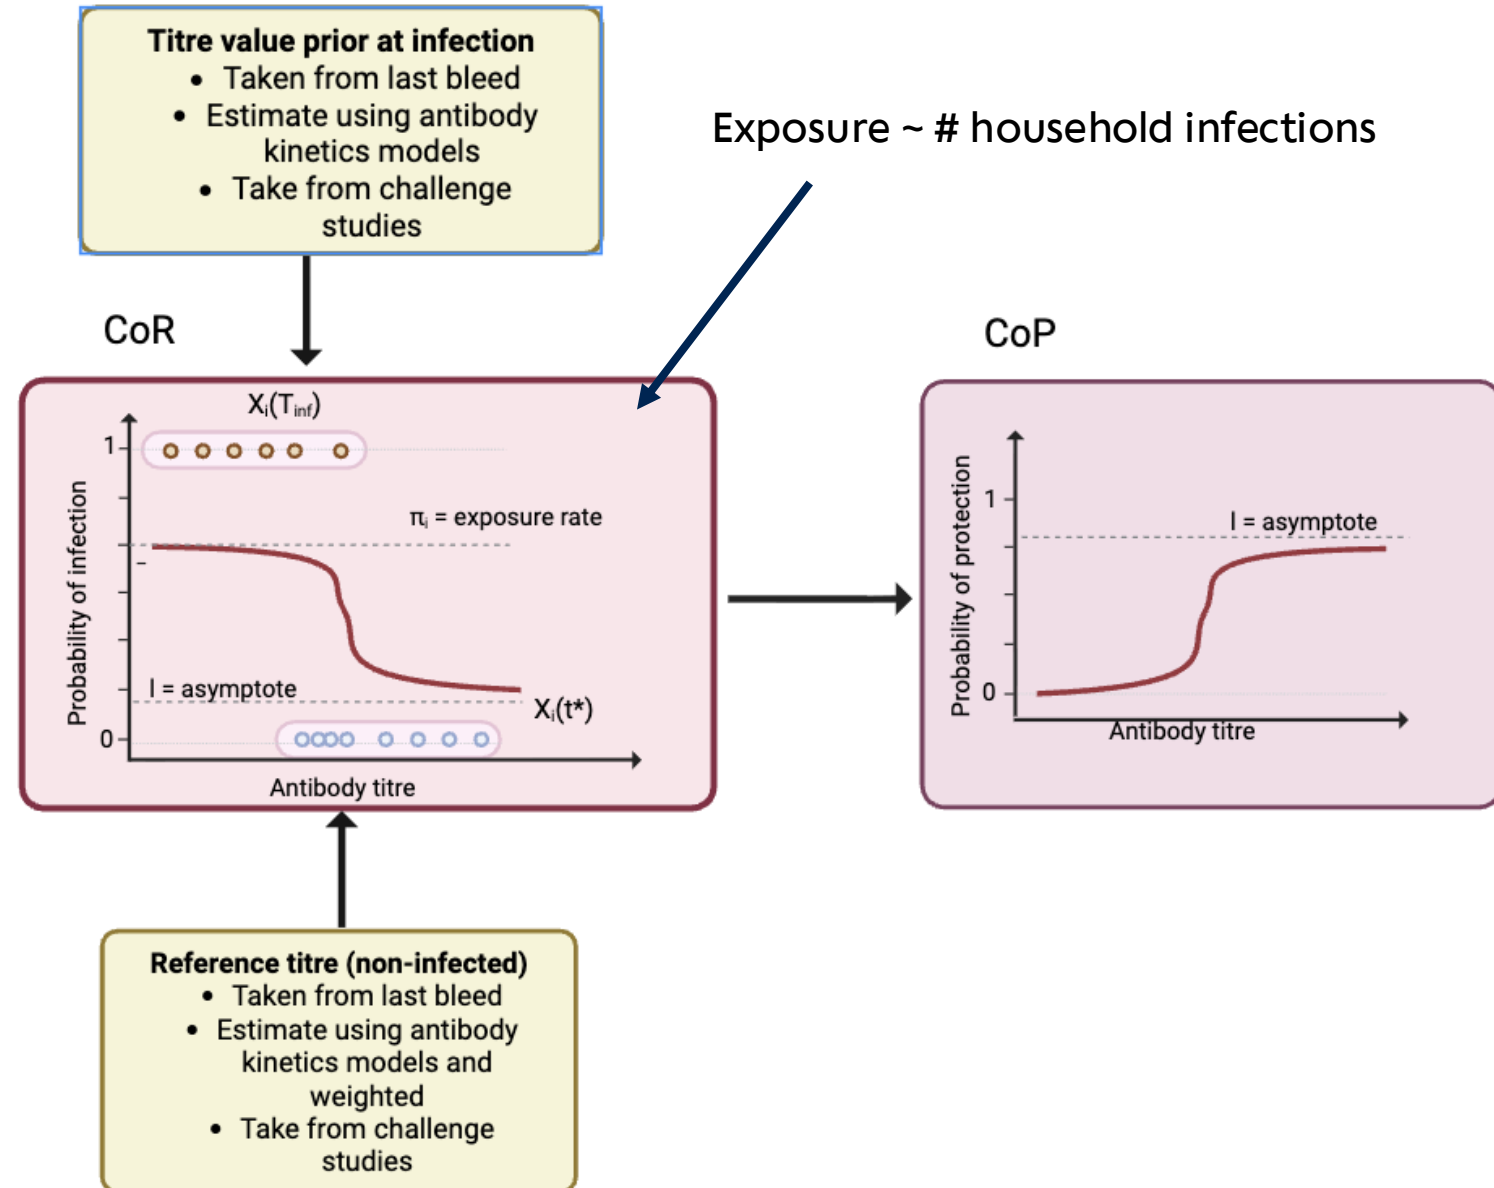 Titre value prior at infection
• Taken from last bleed
• Estimate using antibody
kinetics models
• Take from challenge
studies
Exposure ~ # household infections
CoR
CoP
Xᵢ(T_inf)
1
πᵢ = exposure rate
Probability of infection
l = asymptote
Xᵢ(t*)
0
Antibody titre
Probability of protection
1
l = asymptote
0
Antibody titre
Reference titre (non-infected)
• Taken from last bleed
• Estimate using antibody
kinetics models and
weighted
• Take from challenge
studies